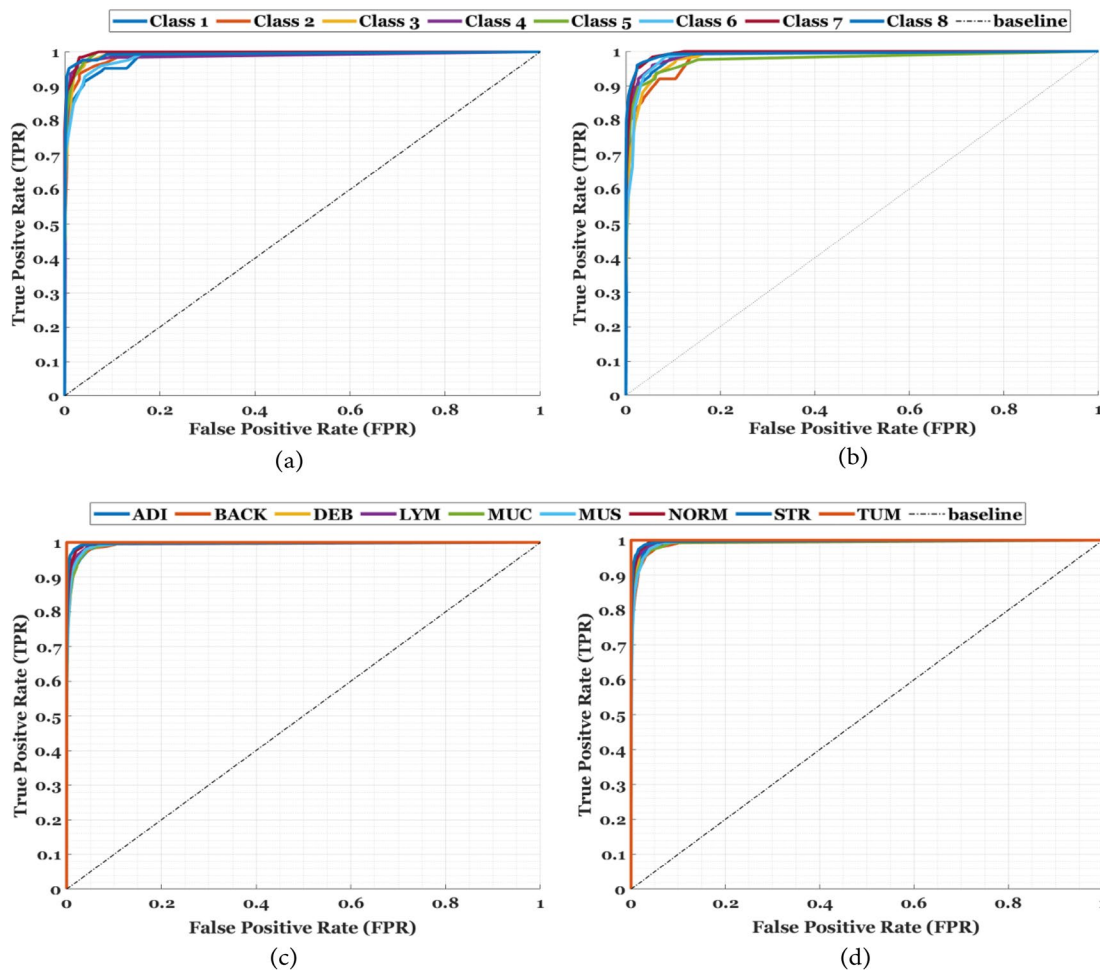 Class 1 Class 2 Class 3 Class 4 Class 5 Class 6 Class 7 Class 8 baseline
1
0.9
0.8
0.7
0.6
0.5
0.4
0.3
0.2
0.1
0
True Positve Rate (TPR)
0 0.2 0.4 0.6 0.8 1
False Positive Rate (FPR)
(a)
1
0.9
0.8
0.7
0.6
0.5
0.4
0.3
0.2
0.1
0
True Positve Rate (TPR)
0 0.2 0.4 0.6 0.8 1
False Positive Rate (FPR)
(b)
ADI BACK DEB LYM MUC MUS NORM STR TUM baseline
1
0.9
0.8
0.7
0.6
0.5
0.4
0.3
0.2
0.1
0
True Positve Rate (TPR)
0 0.2 0.4 0.6 0.8 1
False Positive Rate (FPR)
(c)
1
0.9
0.8
0.7
0.6
0.5
0.4
0.3
0.2
0.1
0
True Positve Rate (TPR)
0 0.2 0.4 0.6 0.8 1
False Positive Rate (FPR)
(d)